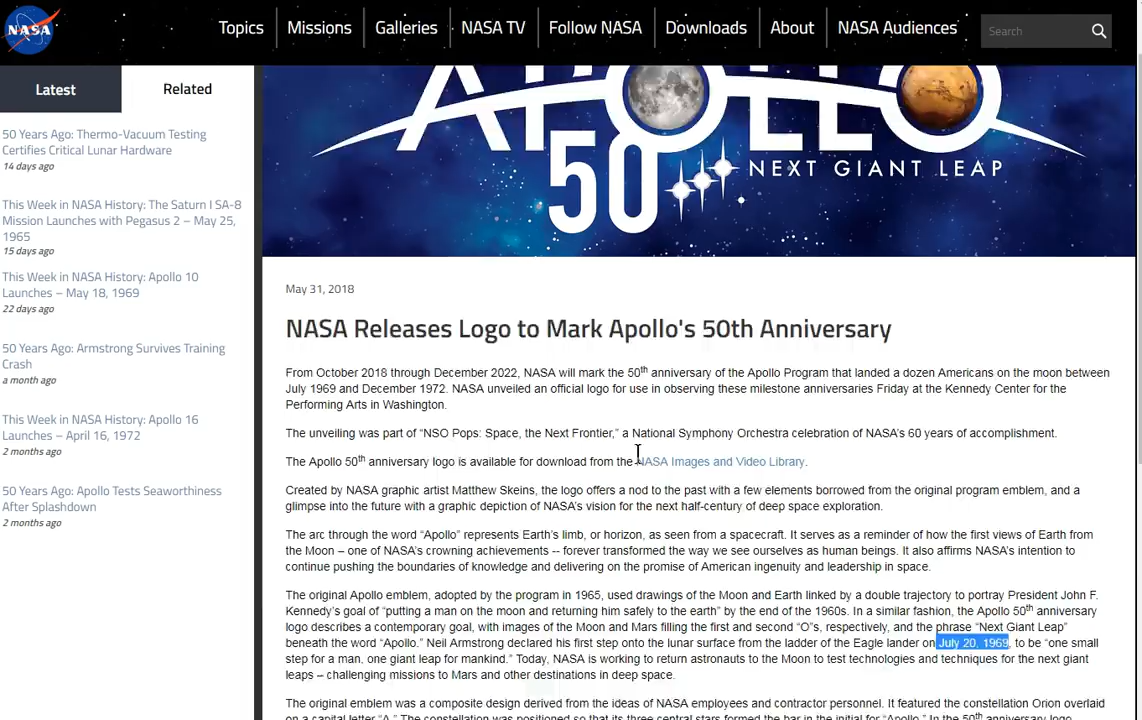 NASA
Topics
Missions
Galleries
NASA TV
Follow NASA
Downloads
About
NASA Audiences
Search
Latest
Related
50 Years Ago: Thermo-Vacuum Testing
Certifies Critical Lunar Hardware
14 days ago
This Week in NASA History: The Saturn I SA-8
Mission Launches with Pegasus 2 – May 25,
1965
15 days ago
This Week in NASA History: Apollo 10
Launches – May 18, 1969
22 days ago
50 Years Ago: Armstrong Survives Training
Crash
a month ago
This Week in NASA History: Apollo 16
Launches – April 16, 1972
2 months ago
50 Years Ago: Apollo Tests Seaworthiness
After Splashdown
2 months ago
APOLLO
50 NEXT GIANT LEAP
May 31, 2018
NASA Releases Logo to Mark Apollo's 50th Anniversary
From October 2018 through December 2022, NASA will mark the 50th anniversary of the Apollo Program that landed a dozen Americans on the moon between
July 1969 and December 1972. NASA unveiled an official logo for use in observing these milestone anniversaries Friday at the Kennedy Center for the
Performing Arts in Washington.
The unveiling was part of “NSO Pops: Space, the Next Frontier,” a National Symphony Orchestra celebration of NASA’s 60 years of accomplishment.
The Apollo 50th anniversary logo is available for download from the NASA Images and Video Library.
Created by NASA graphic artist Matthew Skeins, the logo offers a nod to the past with a few elements borrowed from the original program emblem, and a
glimpse into the future with a graphic depiction of NASA’s vision for the next half-century of deep space exploration.
The arc through the word “Apollo” represents Earth’s limb, or horizon, as seen from a spacecraft. It serves as a reminder of how the first views of Earth from
the Moon – one of NASA’s crowning achievements -- forever transformed the way we see ourselves as human beings. It also affirms NASA’s intention to
continue pushing the boundaries of knowledge and delivering on the promise of American ingenuity and leadership in space.
The original Apollo emblem, adopted by the program in 1965, used drawings of the Moon and Earth linked by a double trajectory to portray President John F.
Kennedy’s goal of “putting a man on the moon and returning him safely to the earth” by the end of the 1960s. In a similar fashion, the Apollo 50th anniversary
logo describes a contemporary goal, with images of the Moon and Mars filling the first and second “O”s, respectively, and the phrase “Next Giant Leap”
beneath the word “Apollo.” Neil Armstrong declared his first step onto the lunar surface from the ladder of the Eagle lander on July 20, 1969, to be “one small
step for a man, one giant leap for mankind.” Today, NASA is working to return astronauts to the Moon to test technologies and techniques for the next giant
leaps – challenging missions to Mars and other destinations in deep space.
The original emblem was a composite design derived from the ideas of NASA employees and contractor personnel. It featured the constellation Orion overlaid
on a capital letter “A.” The constellation was positioned so that its three central stars formed the bar in the initial for “Apollo.” In the 50th anniversary logo